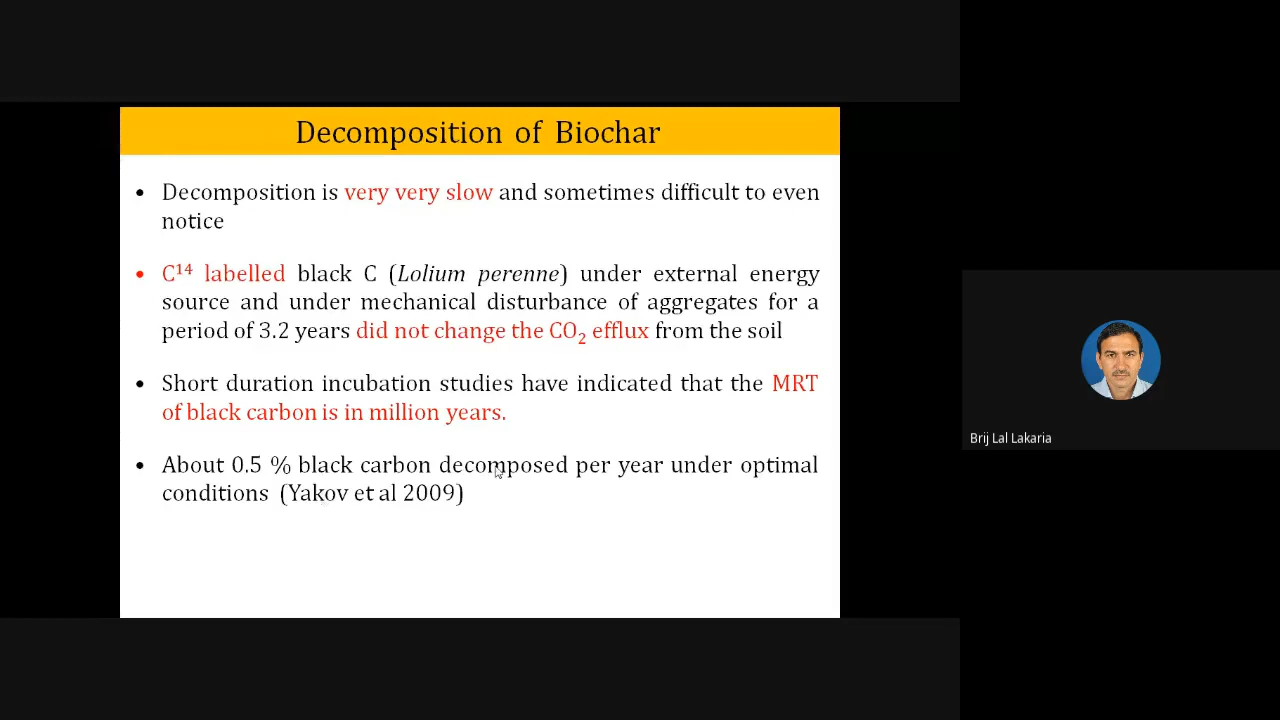 Decomposition of Biochar
• Decomposition is very very slow and sometimes difficult to even
notice
• C¹⁴ labelled black C (Lolium perenne) under external energy
source and under mechanical disturbance of aggregates for a
period of 3.2 years did not change the CO₂ efflux from the soil
• Short duration incubation studies have indicated that the MRT
of black carbon is in million years.
• About 0.5 % black carbon decomposed per year under optimal
conditions (Yakov et al 2009)
Brij Lal Lakaria